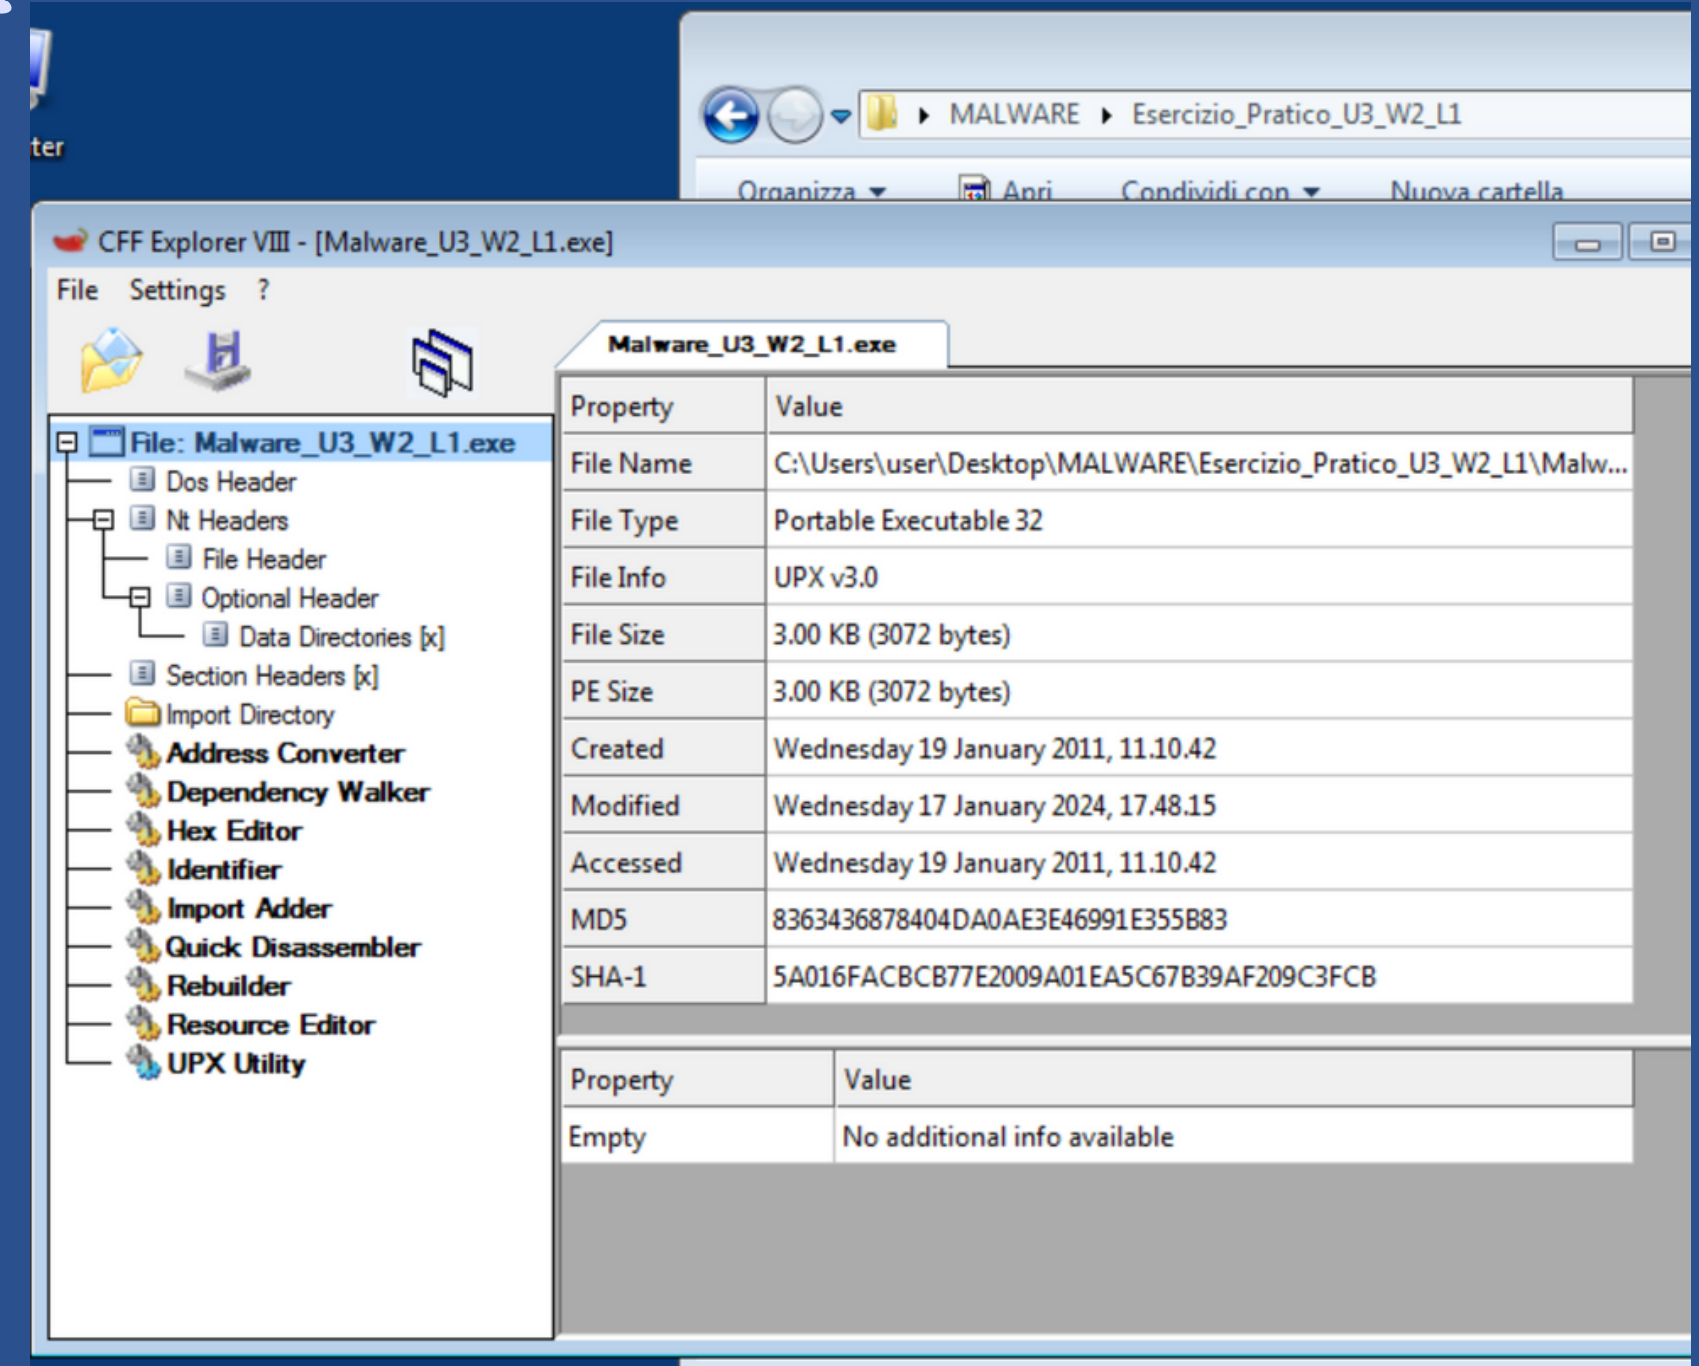 ter
MALWARE Esercizio_Pratico_U3_W2_L1
Organizza Apri Condividi con Nuova cartella
CFF Explorer VIII - [Malware_U3_W2_L1.exe]
File Settings ?
Malware_U3_W2_L1.exe
File: Malware_U3_W2_L1.exe
Dos Header
Nt Headers
File Header
Optional Header
Data Directories [x]
Section Headers [x]
Import Directory
Address Converter
Dependency Walker
Hex Editor
Identifier
Import Adder
Quick Disassembler
Rebuilder
Resource Editor
UPX Utility
Property Value
File Name C:\Users\user\Desktop\MALWARE\Esercizio_Pratico_U3_W2_L1\Malw...
File Type Portable Executable 32
File Info UPX v3.0
File Size 3.00 KB (3072 bytes)
PE Size 3.00 KB (3072 bytes)
Created Wednesday 19 January 2011, 11.10.42
Modified Wednesday 17 January 2024, 17.48.15
Accessed Wednesday 19 January 2011, 11.10.42
MD5 8363436878404DA0AE3E46991E355B83
SHA-1 5A016FACBCB77E2009A01EA5C67B39AF209C3FCB
Property Value
Empty No additional info available